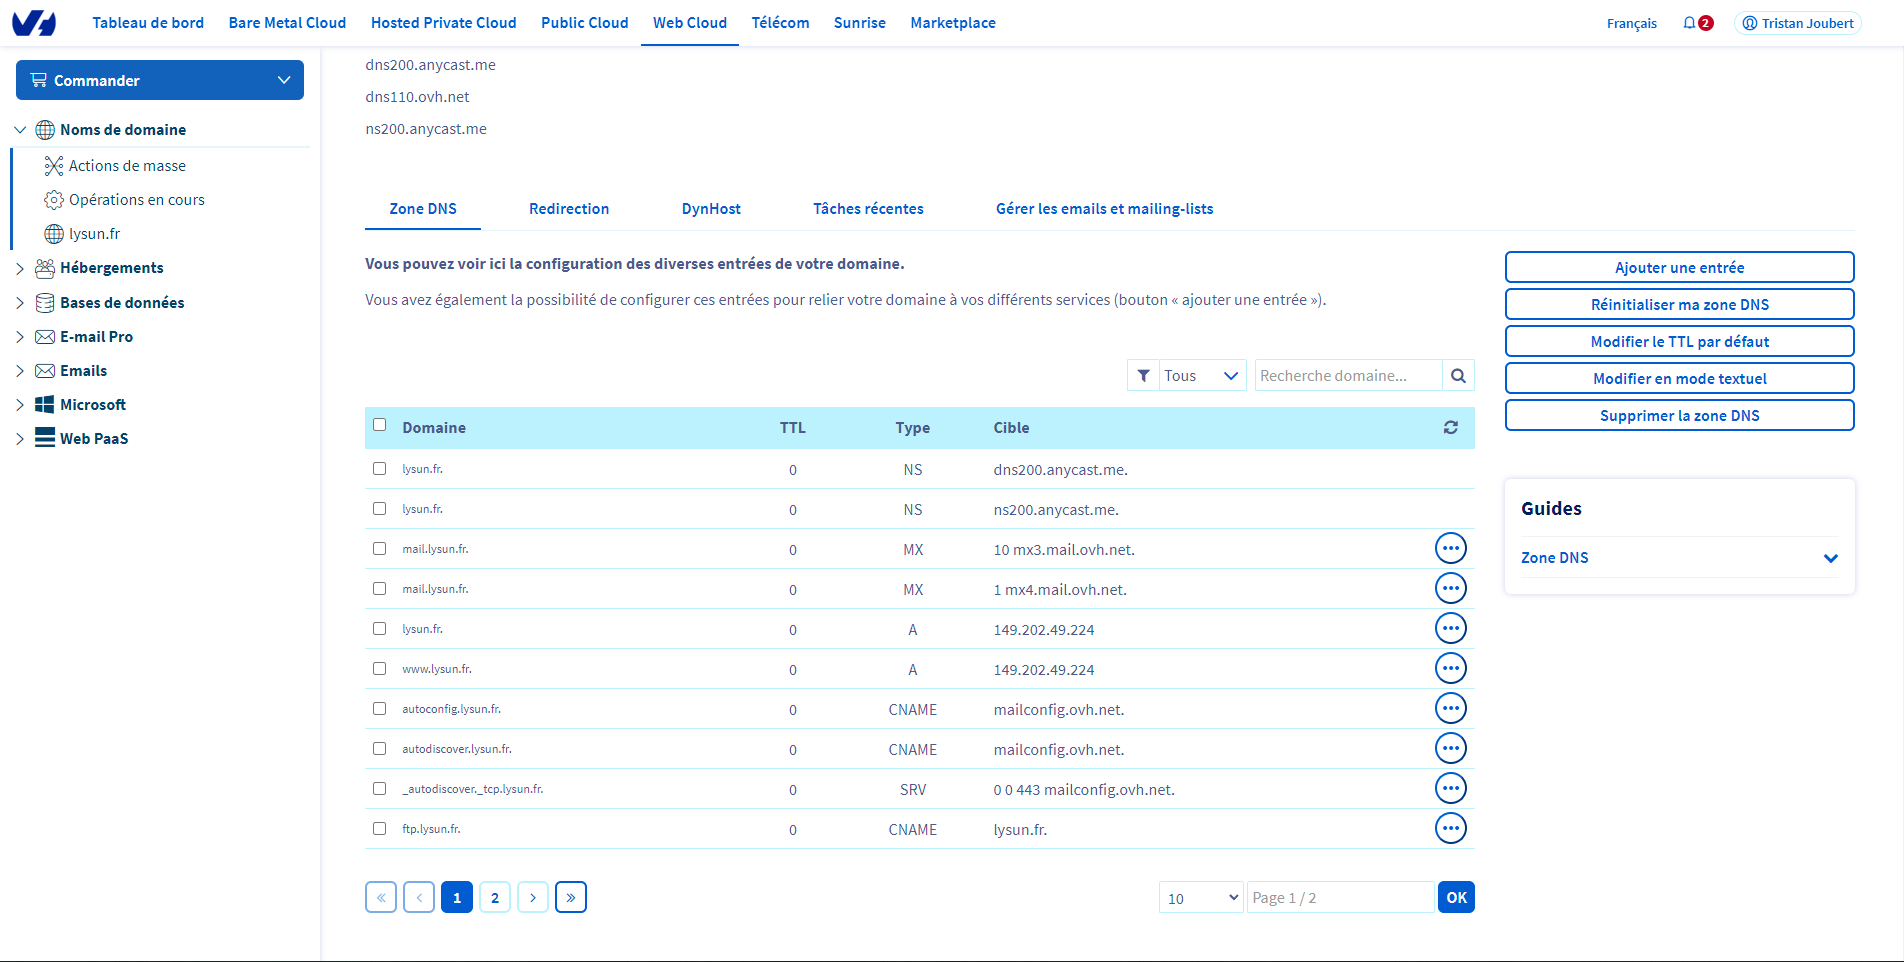 Tableau de bord Bare Metal Cloud Hosted Private Cloud Public Cloud Web Cloud Télécom Sunrise Marketplace Français 2 Tristan Joubert
Commander
Noms de domaine
Actions de masse
Opérations en cours
lysun.fr
Hébergements
Bases de données
E-mail Pro
Emails
Microsoft
Web PaaS
dns200.anycast.me
dns110.ovh.net
ns200.anycast.me
Zone DNS Redirection DynHost Tâches récentes Gérer les emails et mailing-lists
Vous pouvez voir ici la configuration des diverses entrées de votre domaine.
Vous avez également la possibilité de configurer ces entrées pour relier votre domaine à vos différents services (bouton « ajouter une entrée »).
Tous Recherche domaine...
Domaine TTL Type Cible
lysun.fr. 0 NS dns200.anycast.me.
lysun.fr. 0 NS ns200.anycast.me.
mail.lysun.fr. 0 MX 10 mx3.mail.ovh.net.
mail.lysun.fr. 0 MX 1 mx4.mail.ovh.net.
lysun.fr. 0 A 149.202.49.224
www.lysun.fr. 0 A 149.202.49.224
autoconfig.lysun.fr. 0 CNAME mailconfig.ovh.net.
autodiscover.lysun.fr. 0 CNAME mailconfig.ovh.net.
_autodiscover._tcp.lysun.fr. 0 SRV 0 0 443 mailconfig.ovh.net.
ftp.lysun.fr. 0 CNAME lysun.fr.
« ‹ 1 2 › » 10 Page 1 / 2 OK
Ajouter une entrée
Réinitialiser ma zone DNS
Modifier le TTL par défaut
Modifier en mode textuel
Supprimer la zone DNS
Guides
Zone DNS